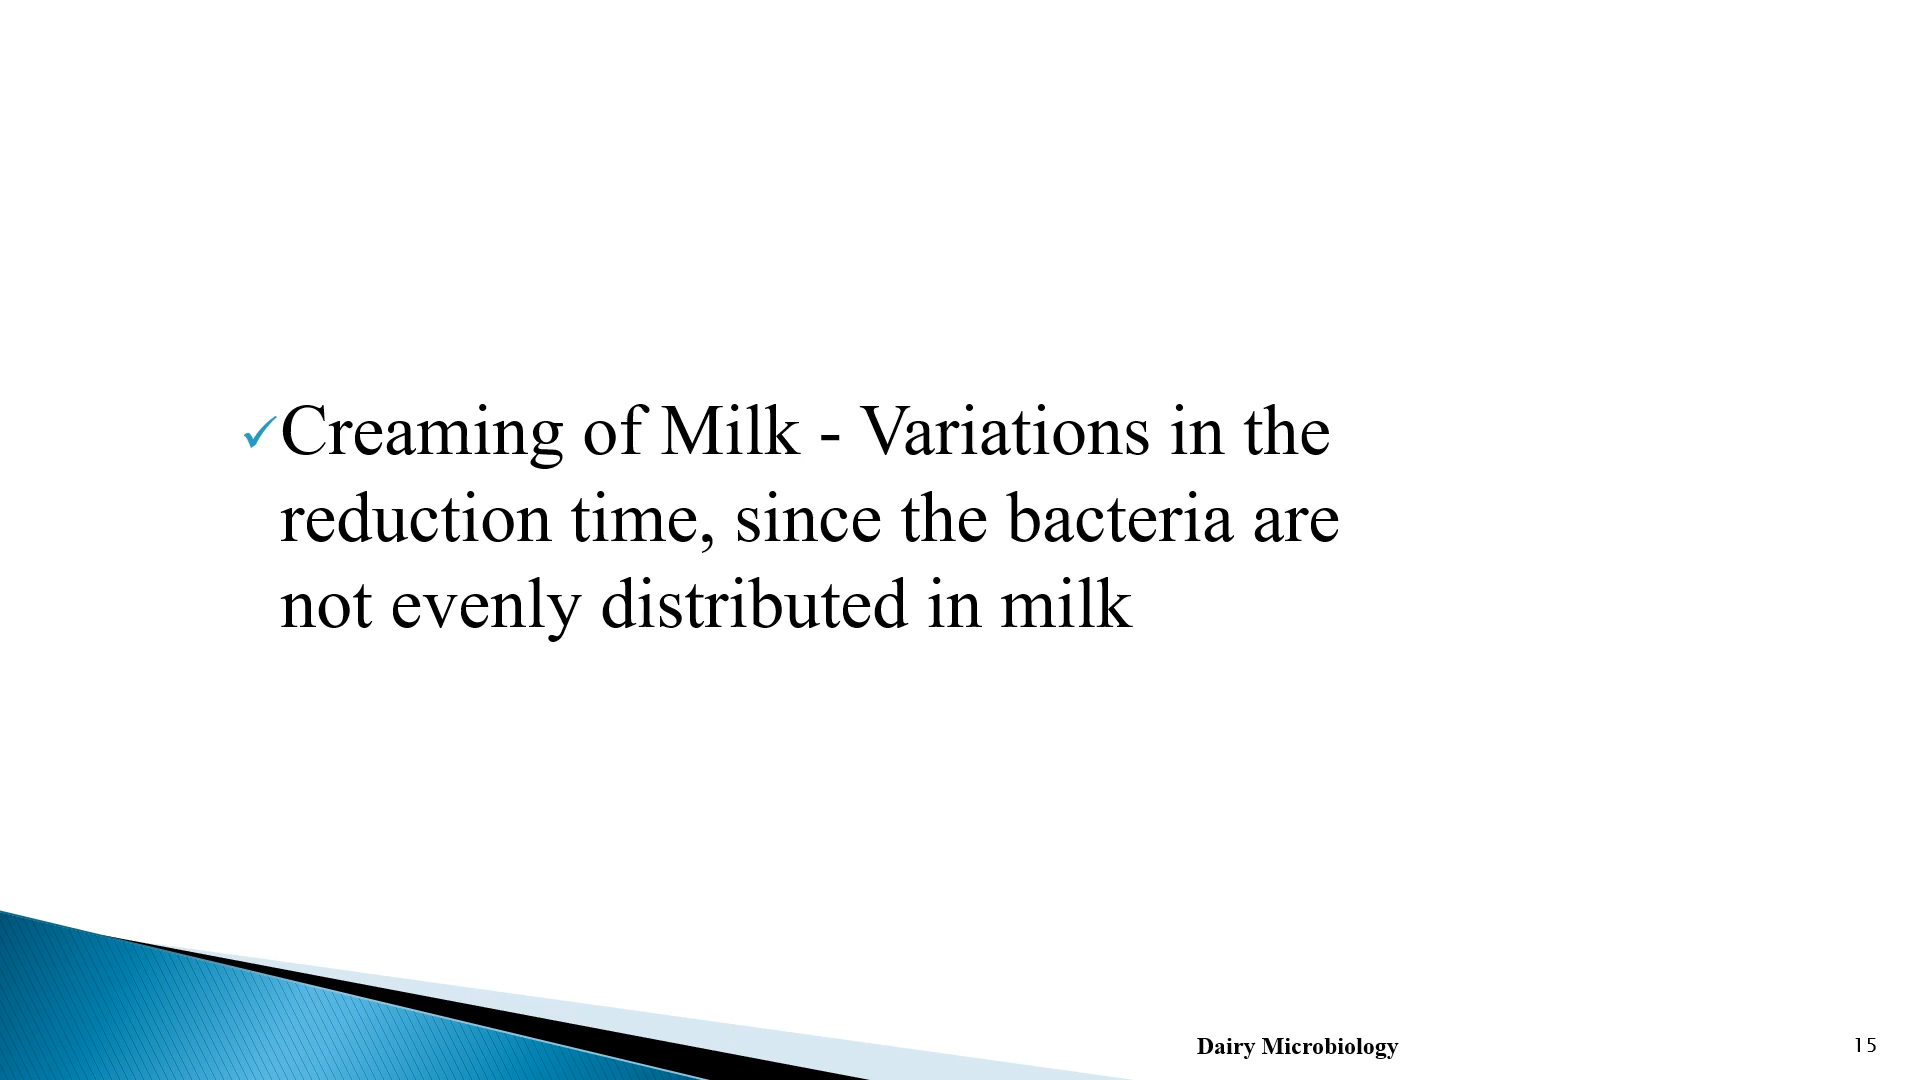 ✓Creaming of Milk - Variations in the
reduction time, since the bacteria are
not evenly distributed in milk
Dairy Microbiology
15